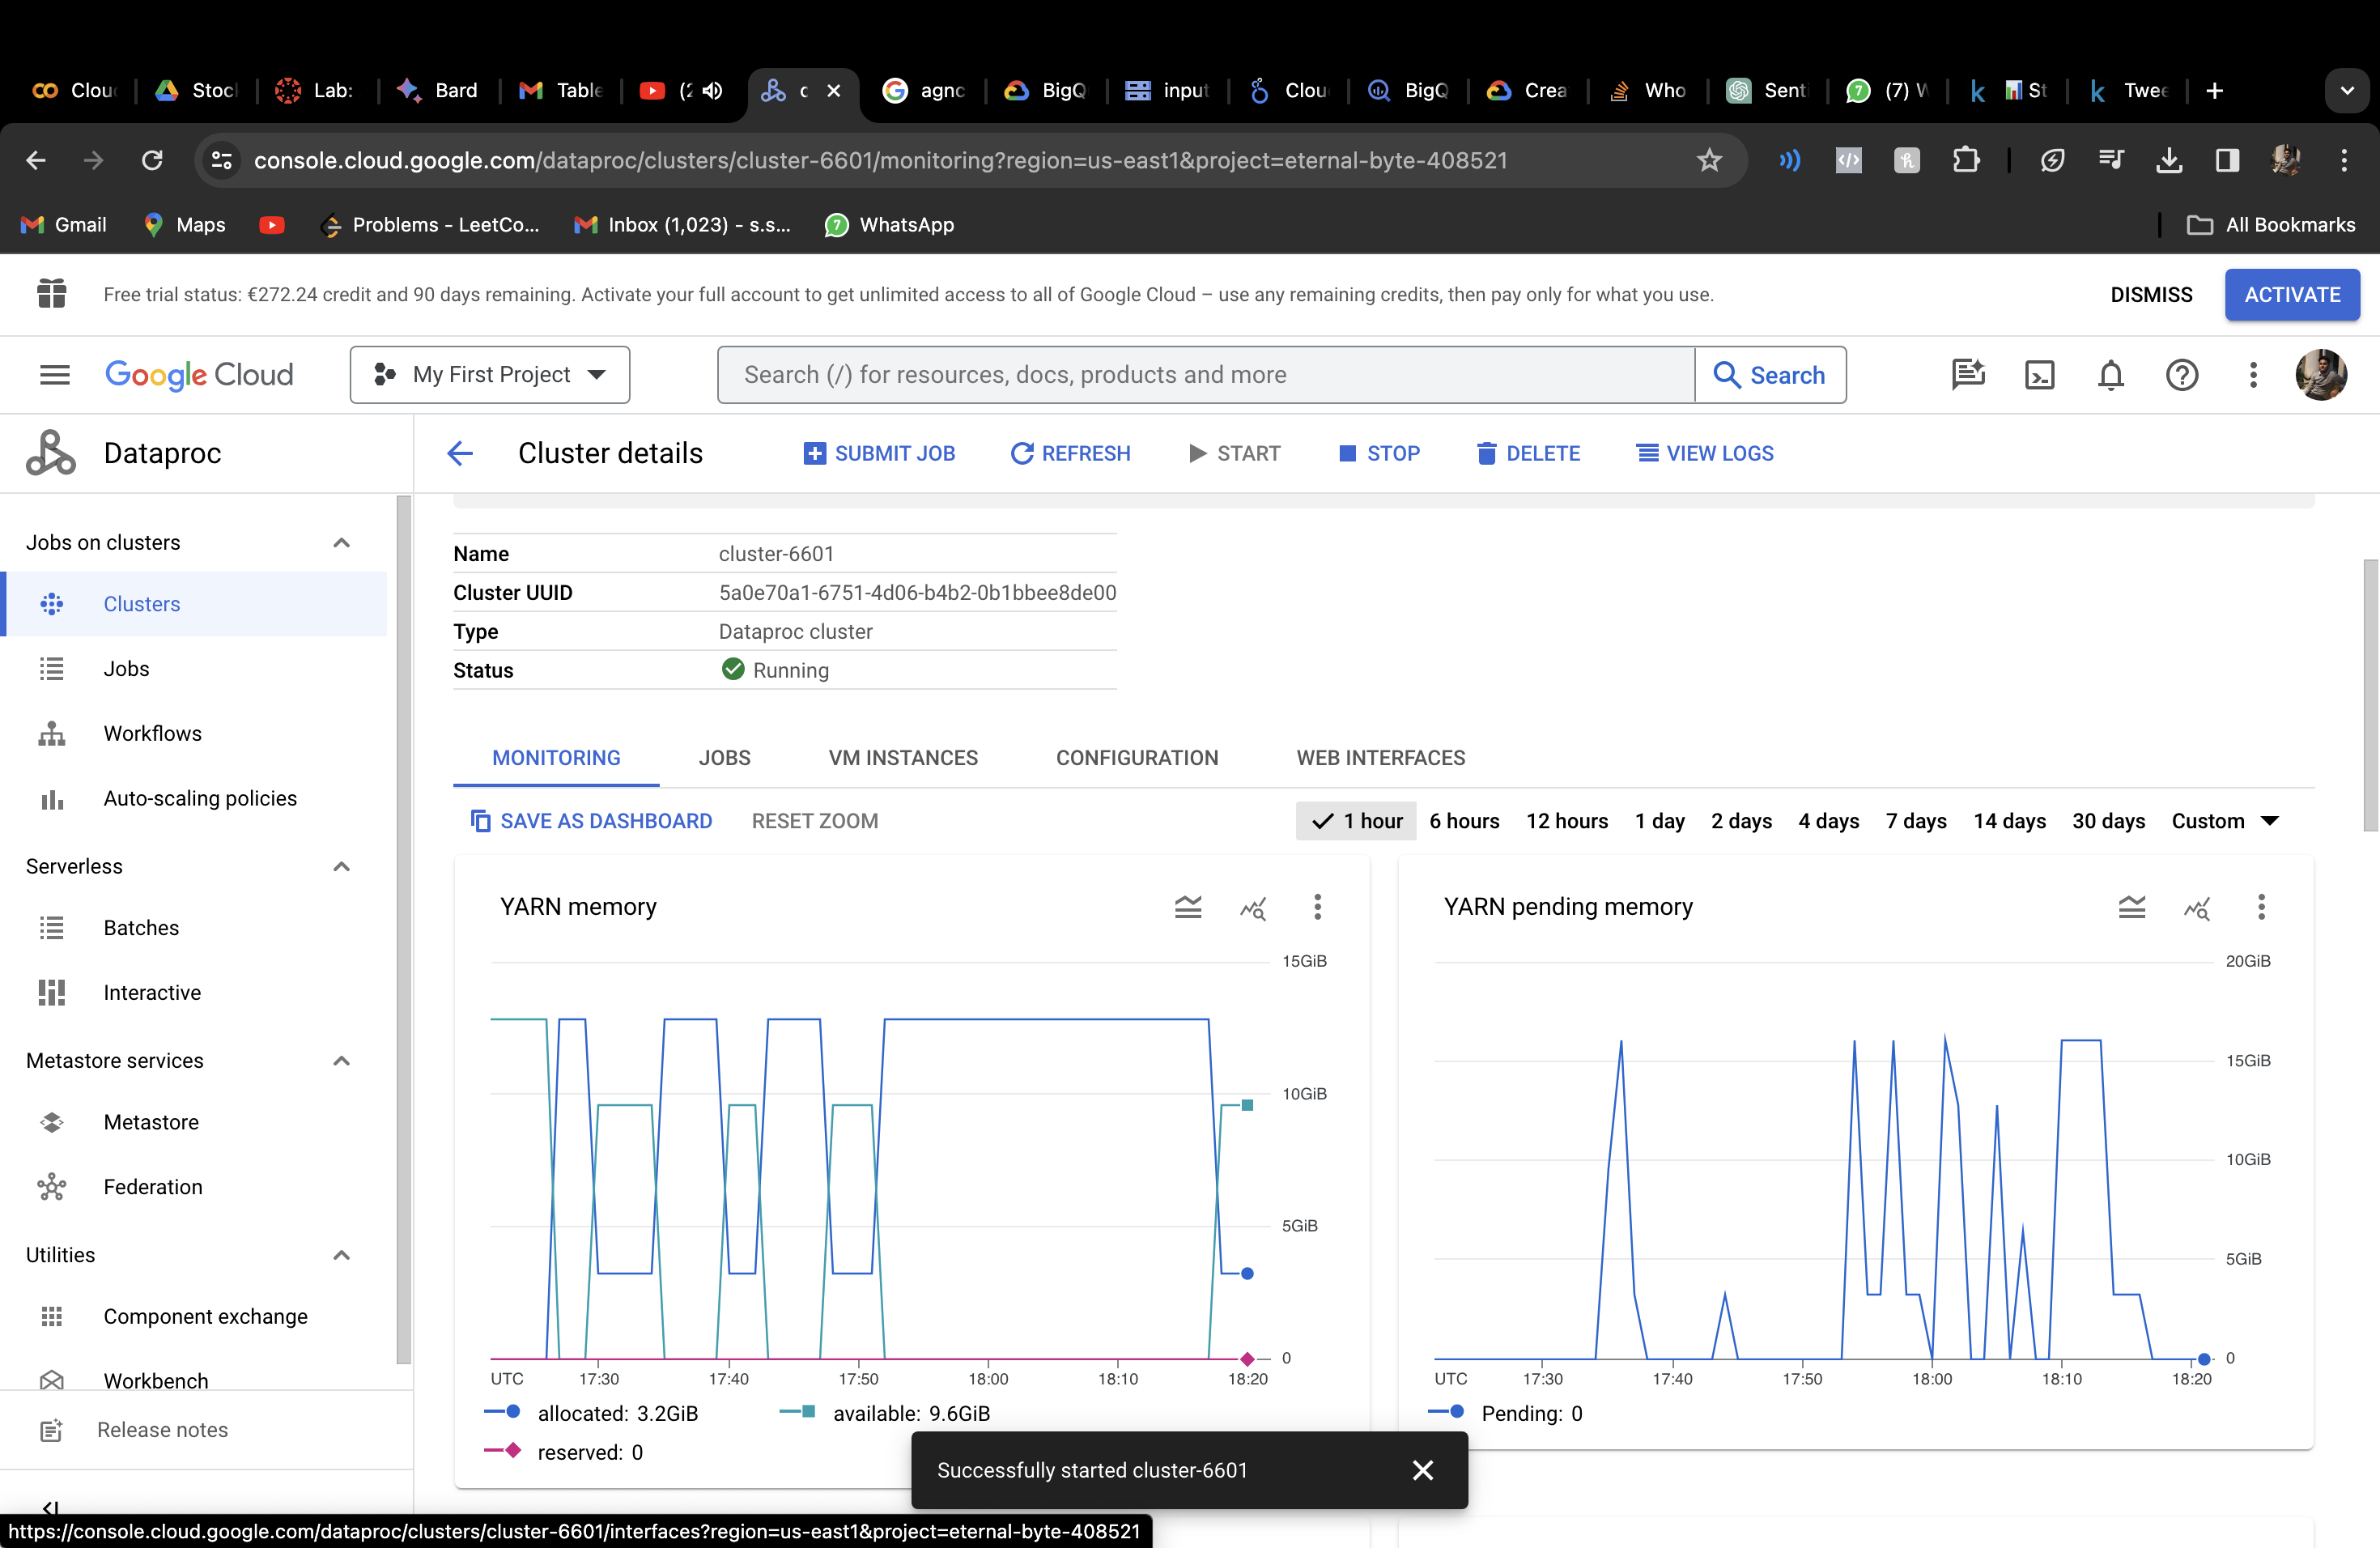 Clou Stoc Lab: Bard Table (2 c agnc BigQ input Clou BigQ Crea Who Senti (7) W St Twee
console.cloud.google.com/dataproc/clusters/cluster-6601/monitoring?region=us-east1&project=eternal-byte-408521
Gmail Maps Problems - LeetCo... Inbox (1,023) - s.s... 7 WhatsApp All Bookmarks
Free trial status: €272.24 credit and 90 days remaining. Activate your full account to get unlimited access to all of Google Cloud – use any remaining credits, then pay only for what you use. DISMISS ACTIVATE
Google Cloud My First Project Search (/) for resources, docs, products and more Search
Dataproc
Cluster details SUBMIT JOB REFRESH START STOP DELETE VIEW LOGS
Jobs on clusters
Clusters
Jobs
Workflows
Auto-scaling policies
Serverless
Batches
Interactive
Metastore services
Metastore
Federation
Utilities
Component exchange
Workbench
Release notes
Name cluster-6601
Cluster UUID 5a0e70a1-6751-4d06-b4b2-0b1bbee8de00
Type Dataproc cluster
Status Running
MONITORING JOBS VM INSTANCES CONFIGURATION WEB INTERFACES
SAVE AS DASHBOARD RESET ZOOM 1 hour 6 hours 12 hours 1 day 2 days 4 days 7 days 14 days 30 days Custom
YARN memory
15GiB
10GiB
5GiB
0
UTC 17:30 17:40 17:50 18:00 18:10 18:20
allocated: 3.2GiB available: 9.6GiB
reserved: 0
YARN pending memory
20GiB
15GiB
10GiB
5GiB
0
UTC 17:30 17:40 17:50 18:00 18:10 18:20
Pending: 0
Successfully started cluster-6601
https://console.cloud.google.com/dataproc/clusters/cluster-6601/interfaces?region=us-east1&project=eternal-byte-408521